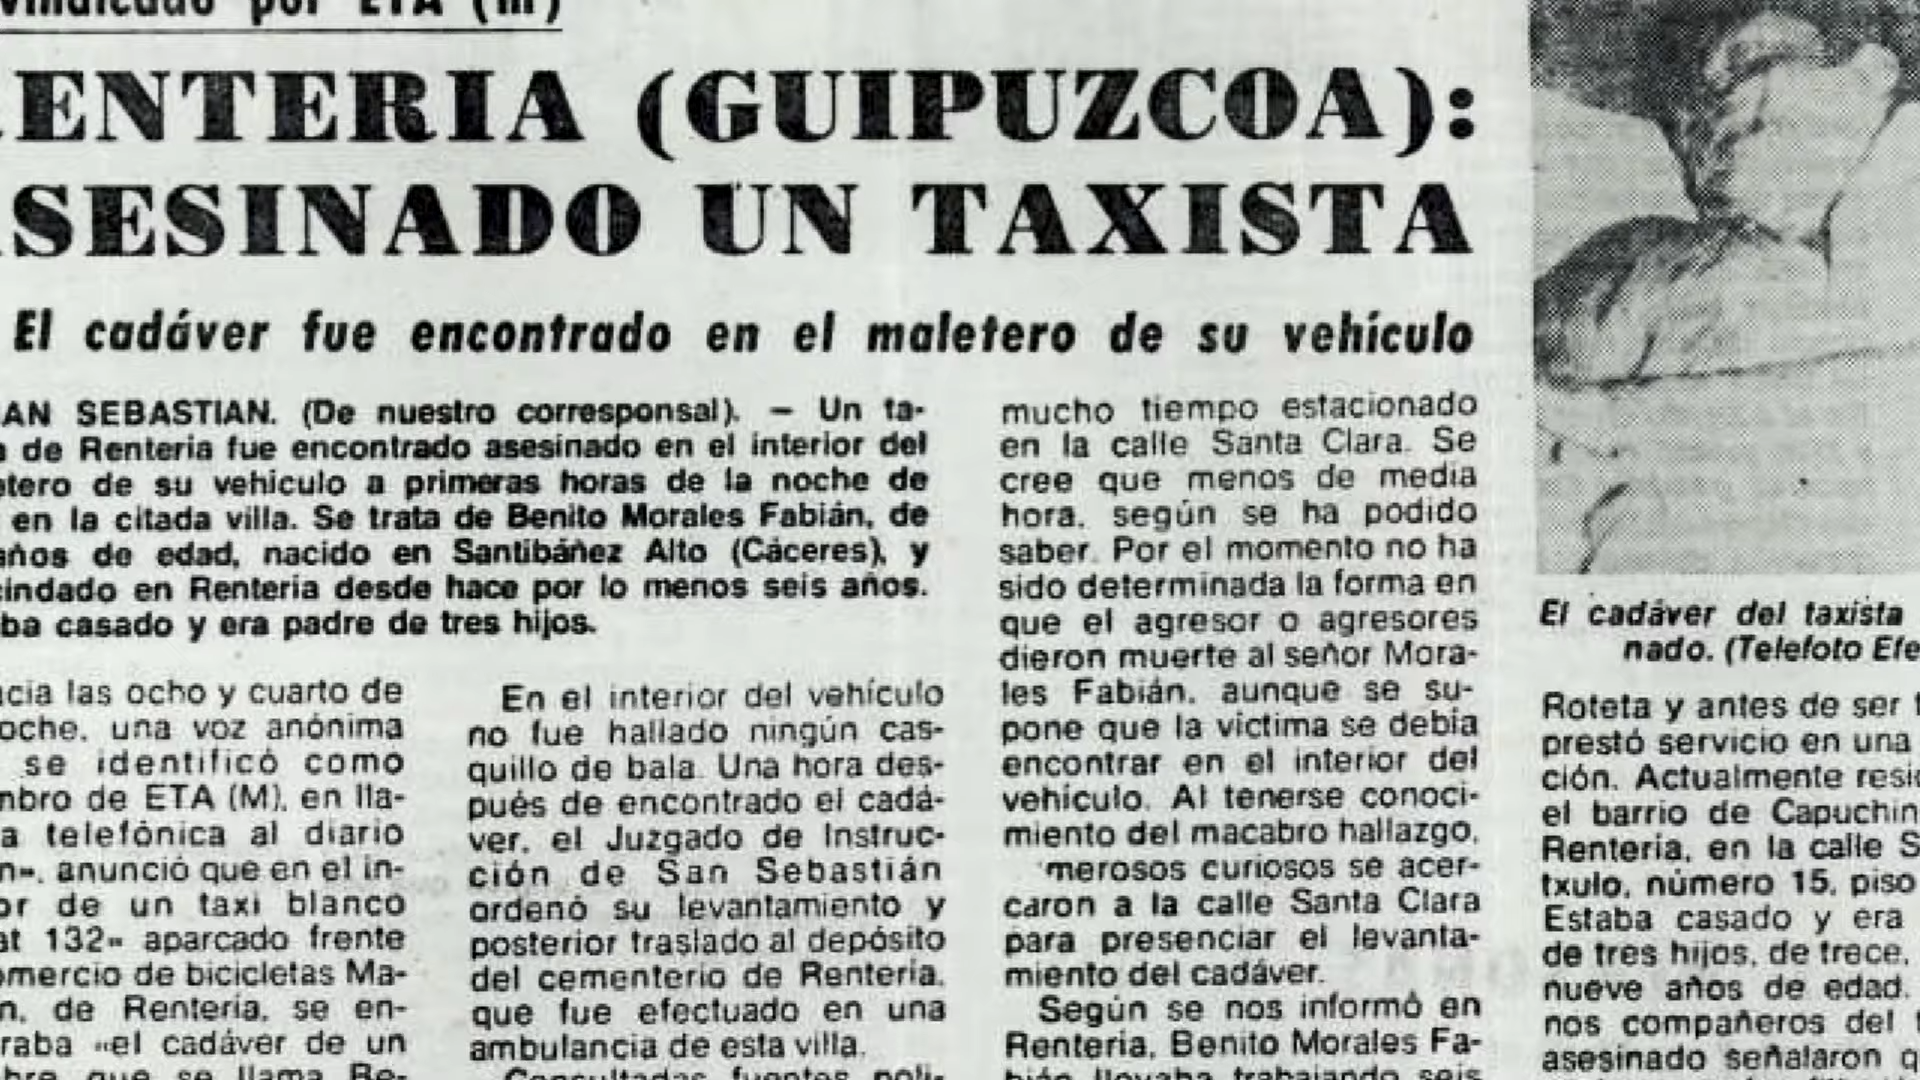 vindicado por ETA (m)
RENTERIA (GUIPUZCOA):
ASESINADO UN TAXISTA
El cadáver fue encontrado en el maletero de su vehículo
AN SEBASTIAN. (De nuestro corresponsal). — Un ta-
de Renteria fue encontrado asesinado en el interior del
tero de su vehiculo a primeras horas de la noche de
en la citada villa. Se trata de Benito Morales Fabián, de
años de edad, nacido en Santibáñez Alto (Cáceres), y
cindado en Renteria desde hace por lo menos seis años.
ba casado y era padre de tres hijos.
cia las ocho y cuarto de
oche, una voz anónima
se identificó como
mbro de ETA (M), en lla-
a telefónica al diario
n», anunció que en el in-
or de un taxi blanco
at 132» aparcado frente
omercio de bicicletas Ma-
n, de Renteria, se en-
raba «el cadáver de un
bre que se llama Be-
En el interior del vehículo
no fue hallado ningún cas-
quillo de bala. Una hora des-
pués de encontrado el cadá-
ver, el Juzgado de Instruc-
ción de San Sebastián
ordenó su levantamiento y
posterior traslado al depósito
del cementerio de Rentería,
que fue efectuado en una
ambulancia de esta villa.
Consultadas fuentes poli-
mucho tiempo estacionado
en la calle Santa Clara. Se
cree que menos de media
hora, según se ha podido
saber. Por el momento no ha
sido determinada la forma en
que el agresor o agresores
dieron muerte al señor Mora-
les Fabián, aunque se su-
pone que la víctima se debía
encontrar en el interior del
vehículo. Al tenerse conoci-
miento del macabro hallazgo,
merosos curiosos se acer-
caron a la calle Santa Clara
para presenciar el levanta-
miento del cadáver.
Según se nos informó en
Renteria, Benito Morales Fa-
bián llevaba trabajando seis
El cadáver del taxista
nado. (Telefoto Efe
Roteta y antes de ser t
prestó servicio en una
ción. Actualmente resid
el barrio de Capuchin
Renteria, en la calle S
txulo, número 15, piso
Estaba casado y era
de tres hijos, de trece,
nueve años de edad.
nos compañeros del t
asesinado señalaron q